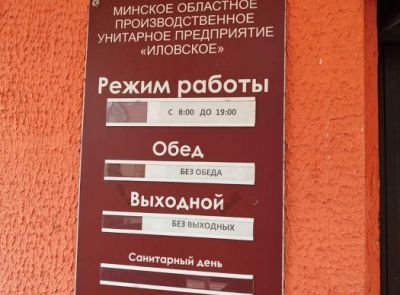 МИНСКОЕ ОБЛАСТНОЕ
ПРОИЗВОДСТВЕННОЕ
УНИТАРНОЕ ПРЕДПРИЯТИЕ
«ИЛОВСКОЕ»
Режим работы
С 8:00 ДО 19:00
Обед
БЕЗ ОБЕДА
Выходной
БЕЗ ВЫХОДНЫХ
Санитарный день